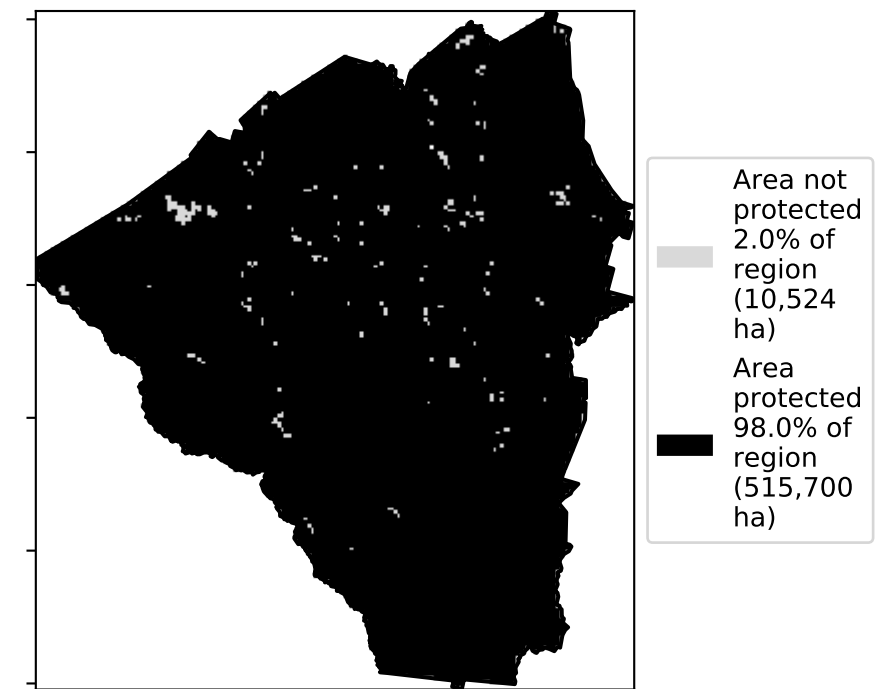 Area not
protected
2.0% of
region
(10,524
ha)
Area
protected
98.0% of
region
(515,700
ha)